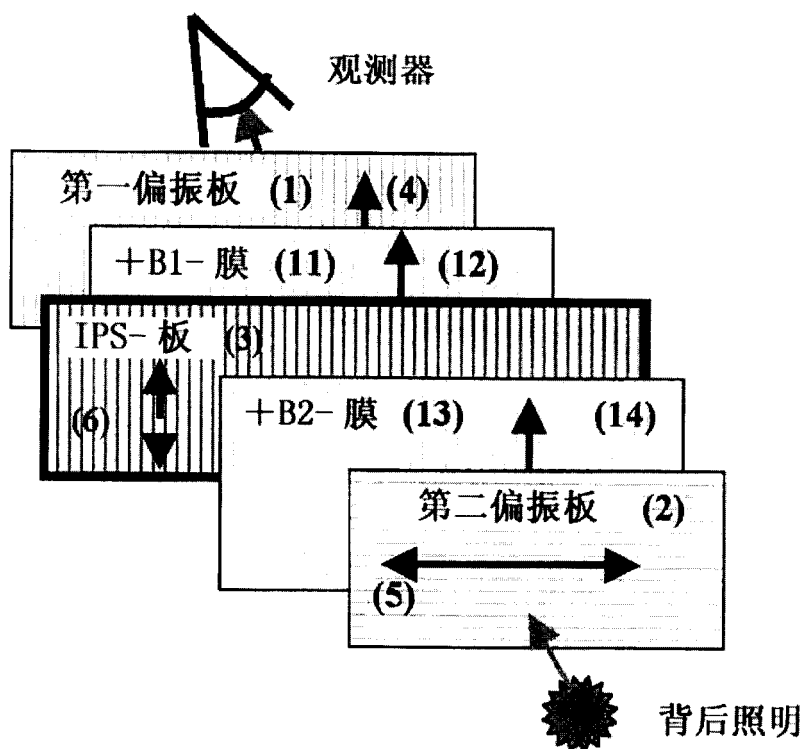 观测器
第一偏振板 (1) (4)
+B1-膜 (11) (12)
IPS-板 (3)
(6)
+B2-膜 (13) (14)
第二偏振板 (2)
(5)
背后照明